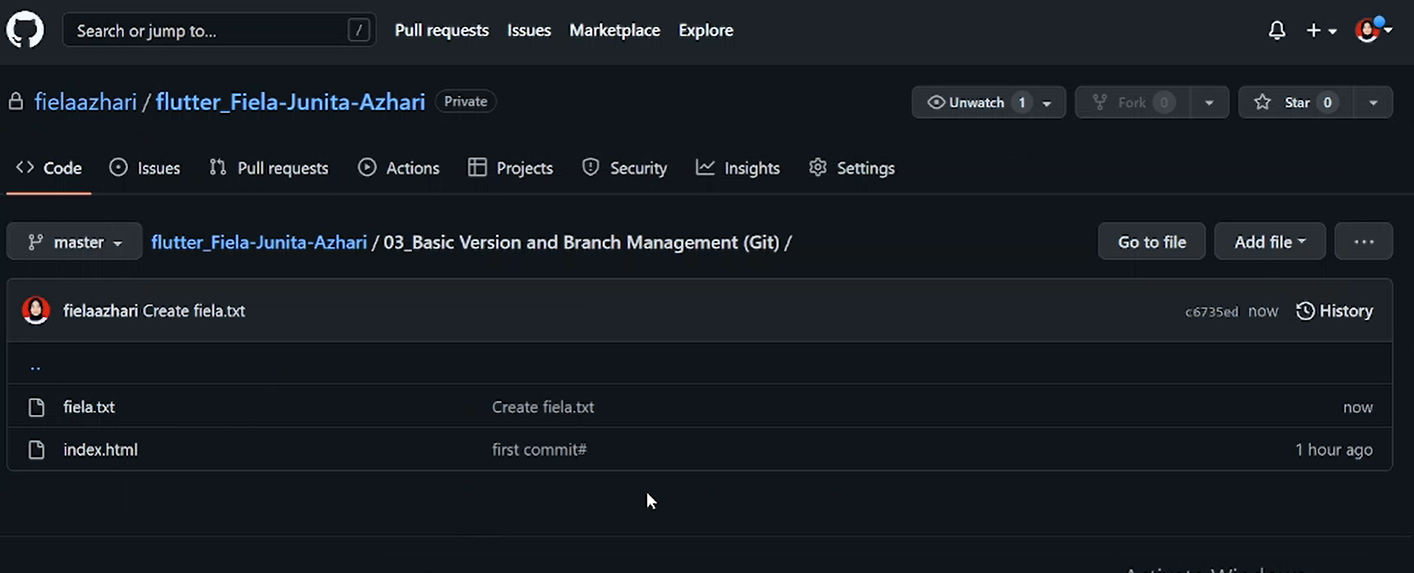 Search or jump to... / Pull requests Issues Marketplace Explore
fielaazhari / flutter_Fiela-Junita-Azhari Private Unwatch 1 Fork 0 Star 0
Code Issues Pull requests Actions Projects Security Insights Settings
master flutter_Fiela-Junita-Azhari / 03_Basic Version and Branch Management (Git) / Go to file Add file ...
fielaazhari Create fiela.txt c6735ed now History
..
fiela.txt Create fiela.txt now
index.html first commit# 1 hour ago